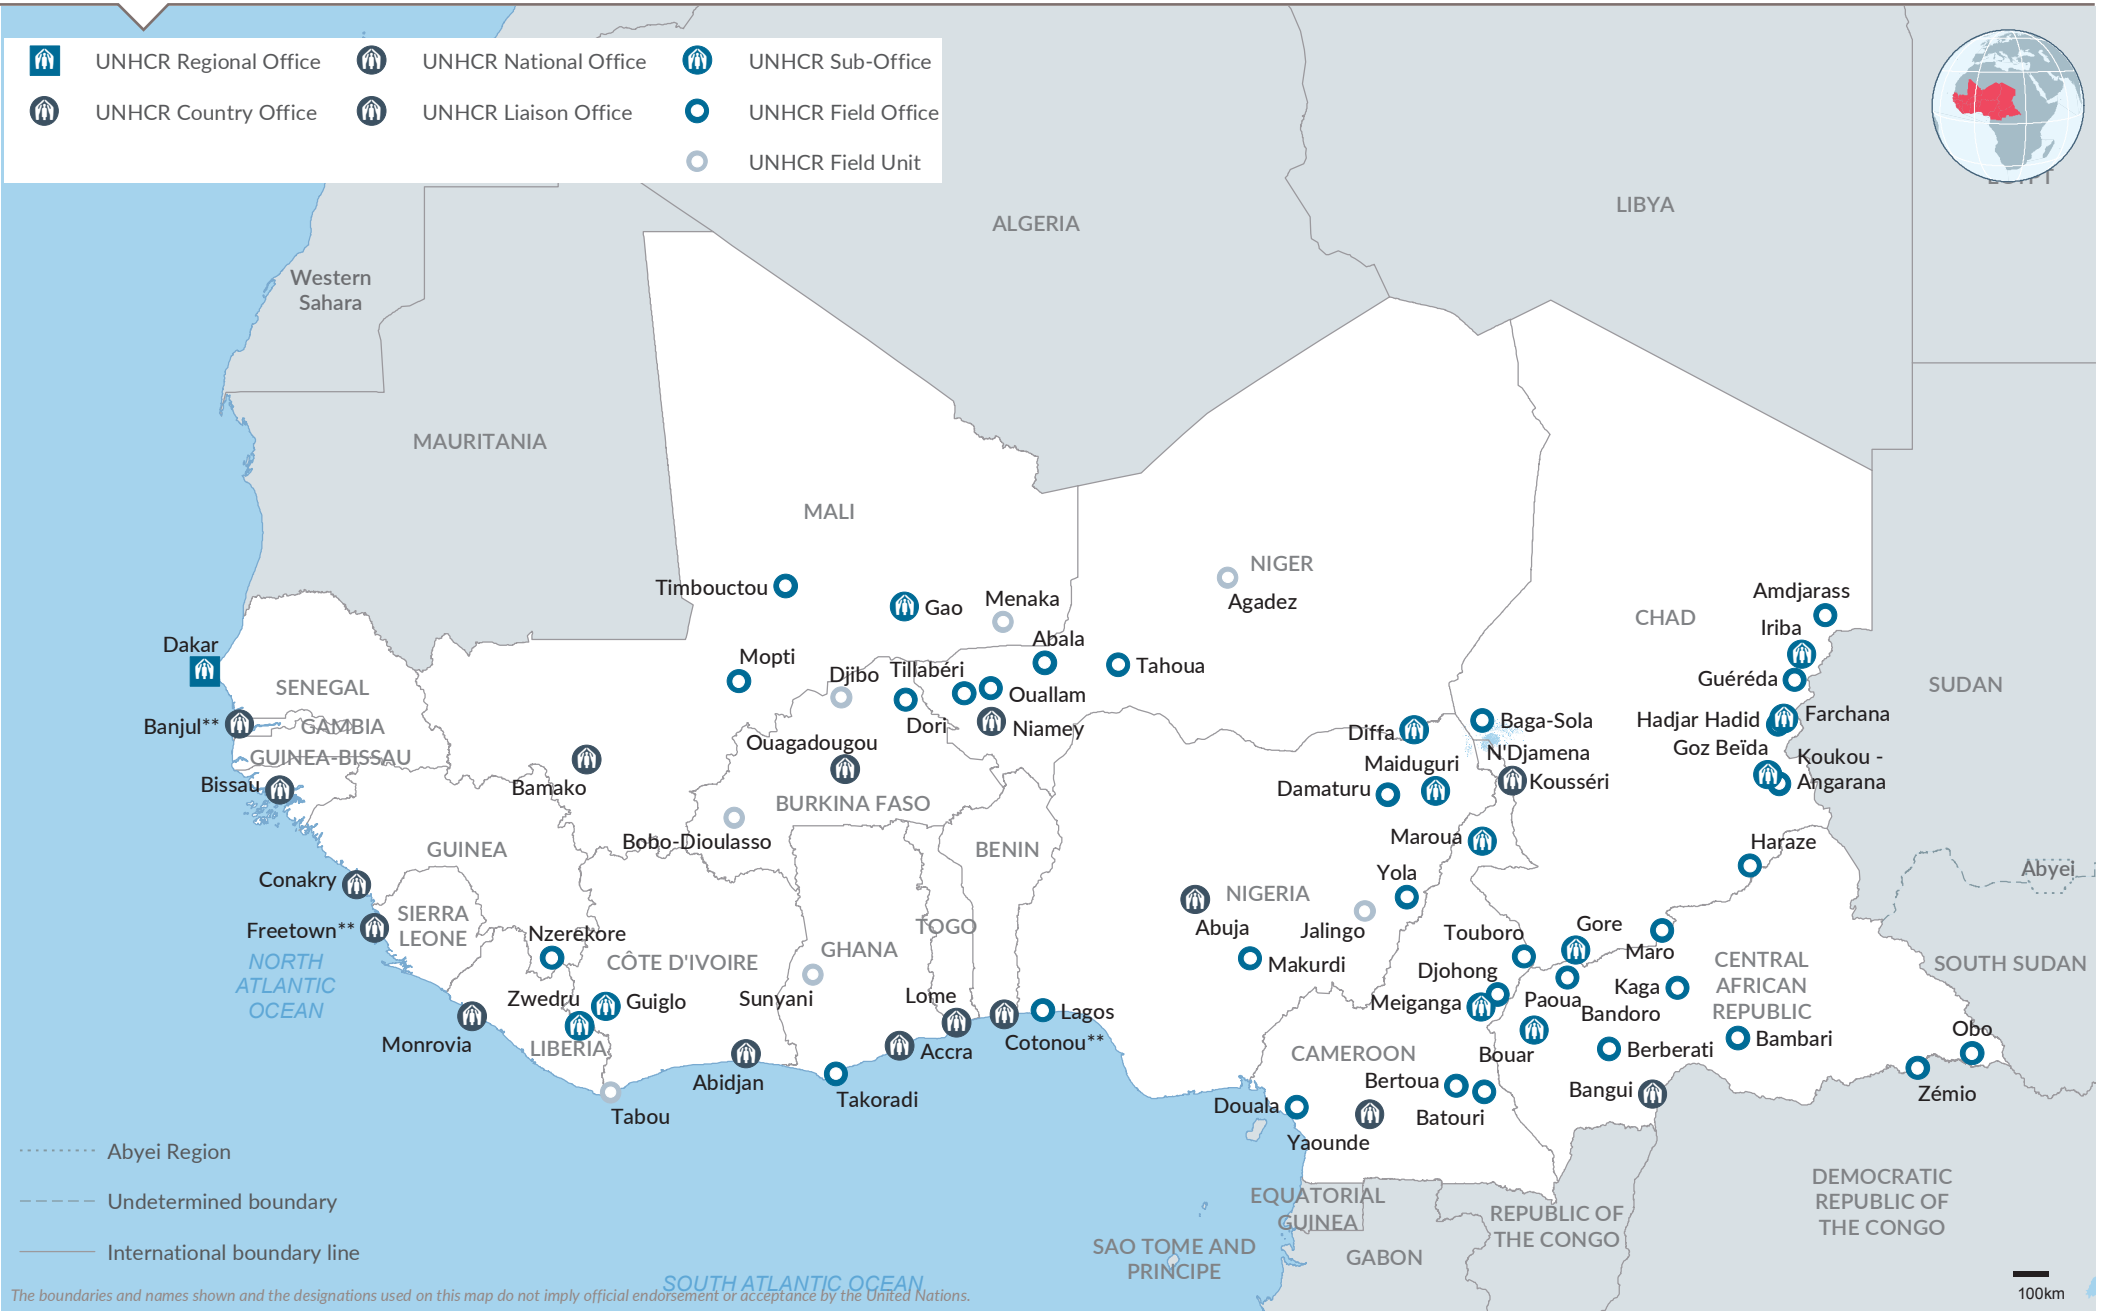 UNHCR Regional Office
UNHCR National Office
UNHCR Sub-Office
UNHCR Country Office
UNHCR Liaison Office
UNHCR Field Office
UNHCR Field Unit
EGYPT
LIBYA
ALGERIA
Western
Sahara
MAURITANIA
MALI
NIGER
Agadez
Timbouctou
Gao
Menaka
Amdjarass
CHAD
Iriba
Dakar
Mopti
Abala
Tahoua
Djibo
Tillabéri
Guéréda
SUDAN
SENEGAL
Ouallam
Banjul**
GAMBIA
Dori
Niamey
Diffa
Baga-Sola
Hadjar Hadid
Farchana
GUINEA-BISSAU
Ouagadougou
N'Djamena
Goz Beïda
Koukou -
Angarana
Bissau
Bamako
Maiduguri
Damaturu
Kousséri
BURKINA FASO
Bobo-Dioulasso
Maroua
Haraze
GUINEA
BENIN
Yola
Abyei
Conakry
NIGERIA
SIERRA
LEONE
Freetown**
Nzerekore
TOGO
Abuja
Jalingo
Touboro
Gore
Maro
GHANA
CÔTE D'IVOIRE
Makurdi
Djohong
CENTRAL
AFRICAN
REPUBLIC
SOUTH SUDAN
NORTH
ATLANTIC
OCEAN
Zwedru
Guiglo
Sunyani
Lome
Lagos
Meiganga
Paoua
Kaga
Bandoro
Monrovia
LIBERIA
Accra
Cotonou**
CAMEROON
Bouar
Berberati
Bambari
Obo
Abidjan
Takoradi
Bertoua
Bangui
Zémio
Tabou
Douala
Batouri
Yaounde
Abyei Region
Undetermined boundary
International boundary line
EQUATORIAL
GUINEA
REPUBLIC OF
THE CONGO
DEMOCRATIC
REPUBLIC OF
THE CONGO
SAO TOME AND
PRINCIPE
GABON
SOUTH ATLANTIC OCEAN
The boundaries and names shown and the designations used on this map do not imply official endorsement or acceptance by the United Nations.
100km